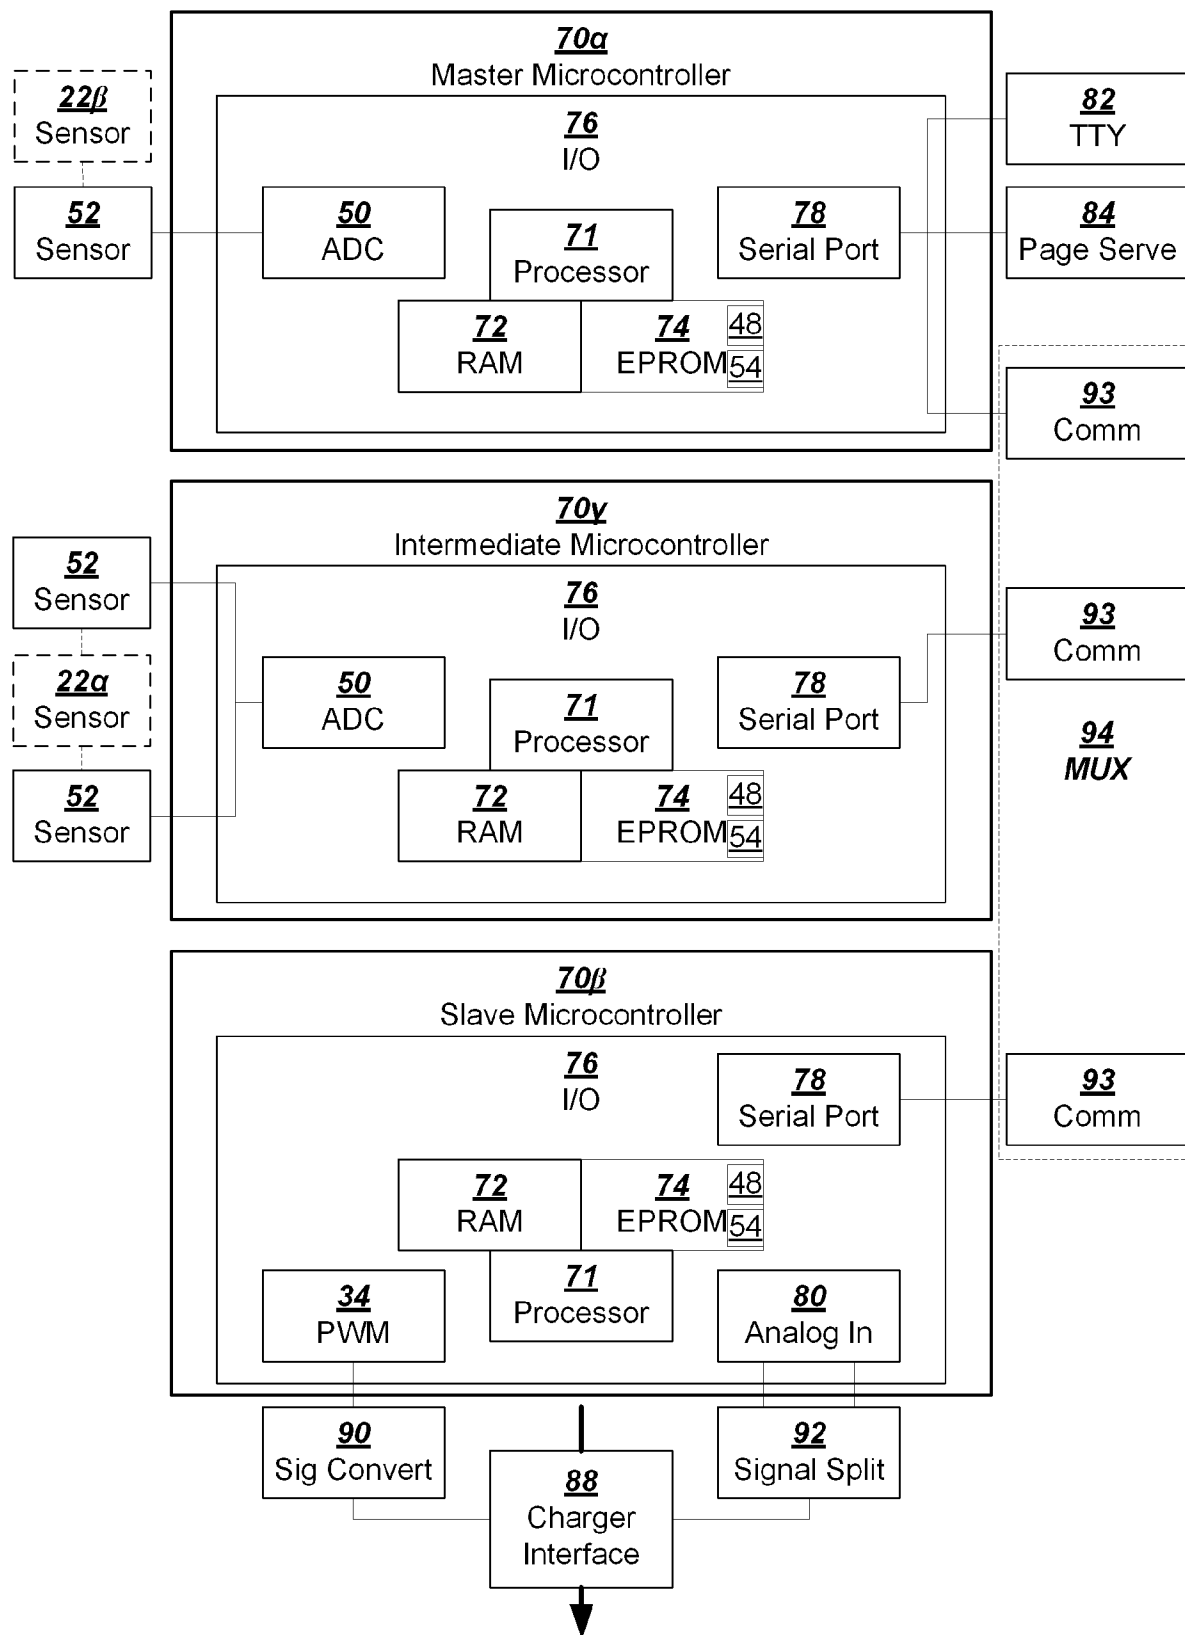 70α
Master Microcontroller
22β
Sensor
52
Sensor
76
I/O
50
ADC
71
Processor
78
Serial Port
72
RAM
74
EPROM
48
54
82
TTY
84
Page Serve
93
Comm
70γ
Intermediate Microcontroller
52
Sensor
22α
Sensor
52
Sensor
76
I/O
50
ADC
71
Processor
78
Serial Port
72
RAM
74
EPROM
48
54
93
Comm
94
MUX
70β
Slave Microcontroller
76
I/O
78
Serial Port
93
Comm
72
RAM
74
EPROM
48
54
71
Processor
34
PWM
80
Analog In
90
Sig Convert
92
Signal Split
88
Charger
Interface